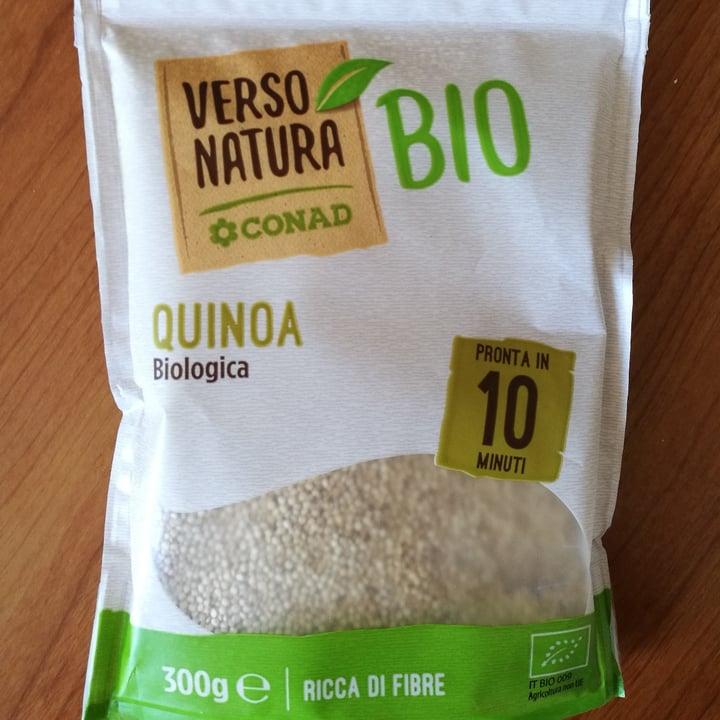 VERSO
NATURA
CONAD
BIO
QUINOA
Biologica
PRONTA IN
10
MINUTI
300g ℮
RICCA DI FIBRE
IT BIO 009
Agricoltura non UE